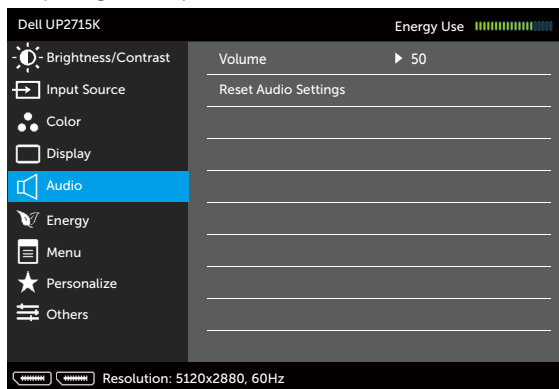 Dell UP2715K Energy Use
Brightness/Contrast
Volume 50
Input Source
Reset Audio Settings
Color
Display
Audio
Energy
Menu
Personalize
Others
Resolution: 5120x2880, 60Hz